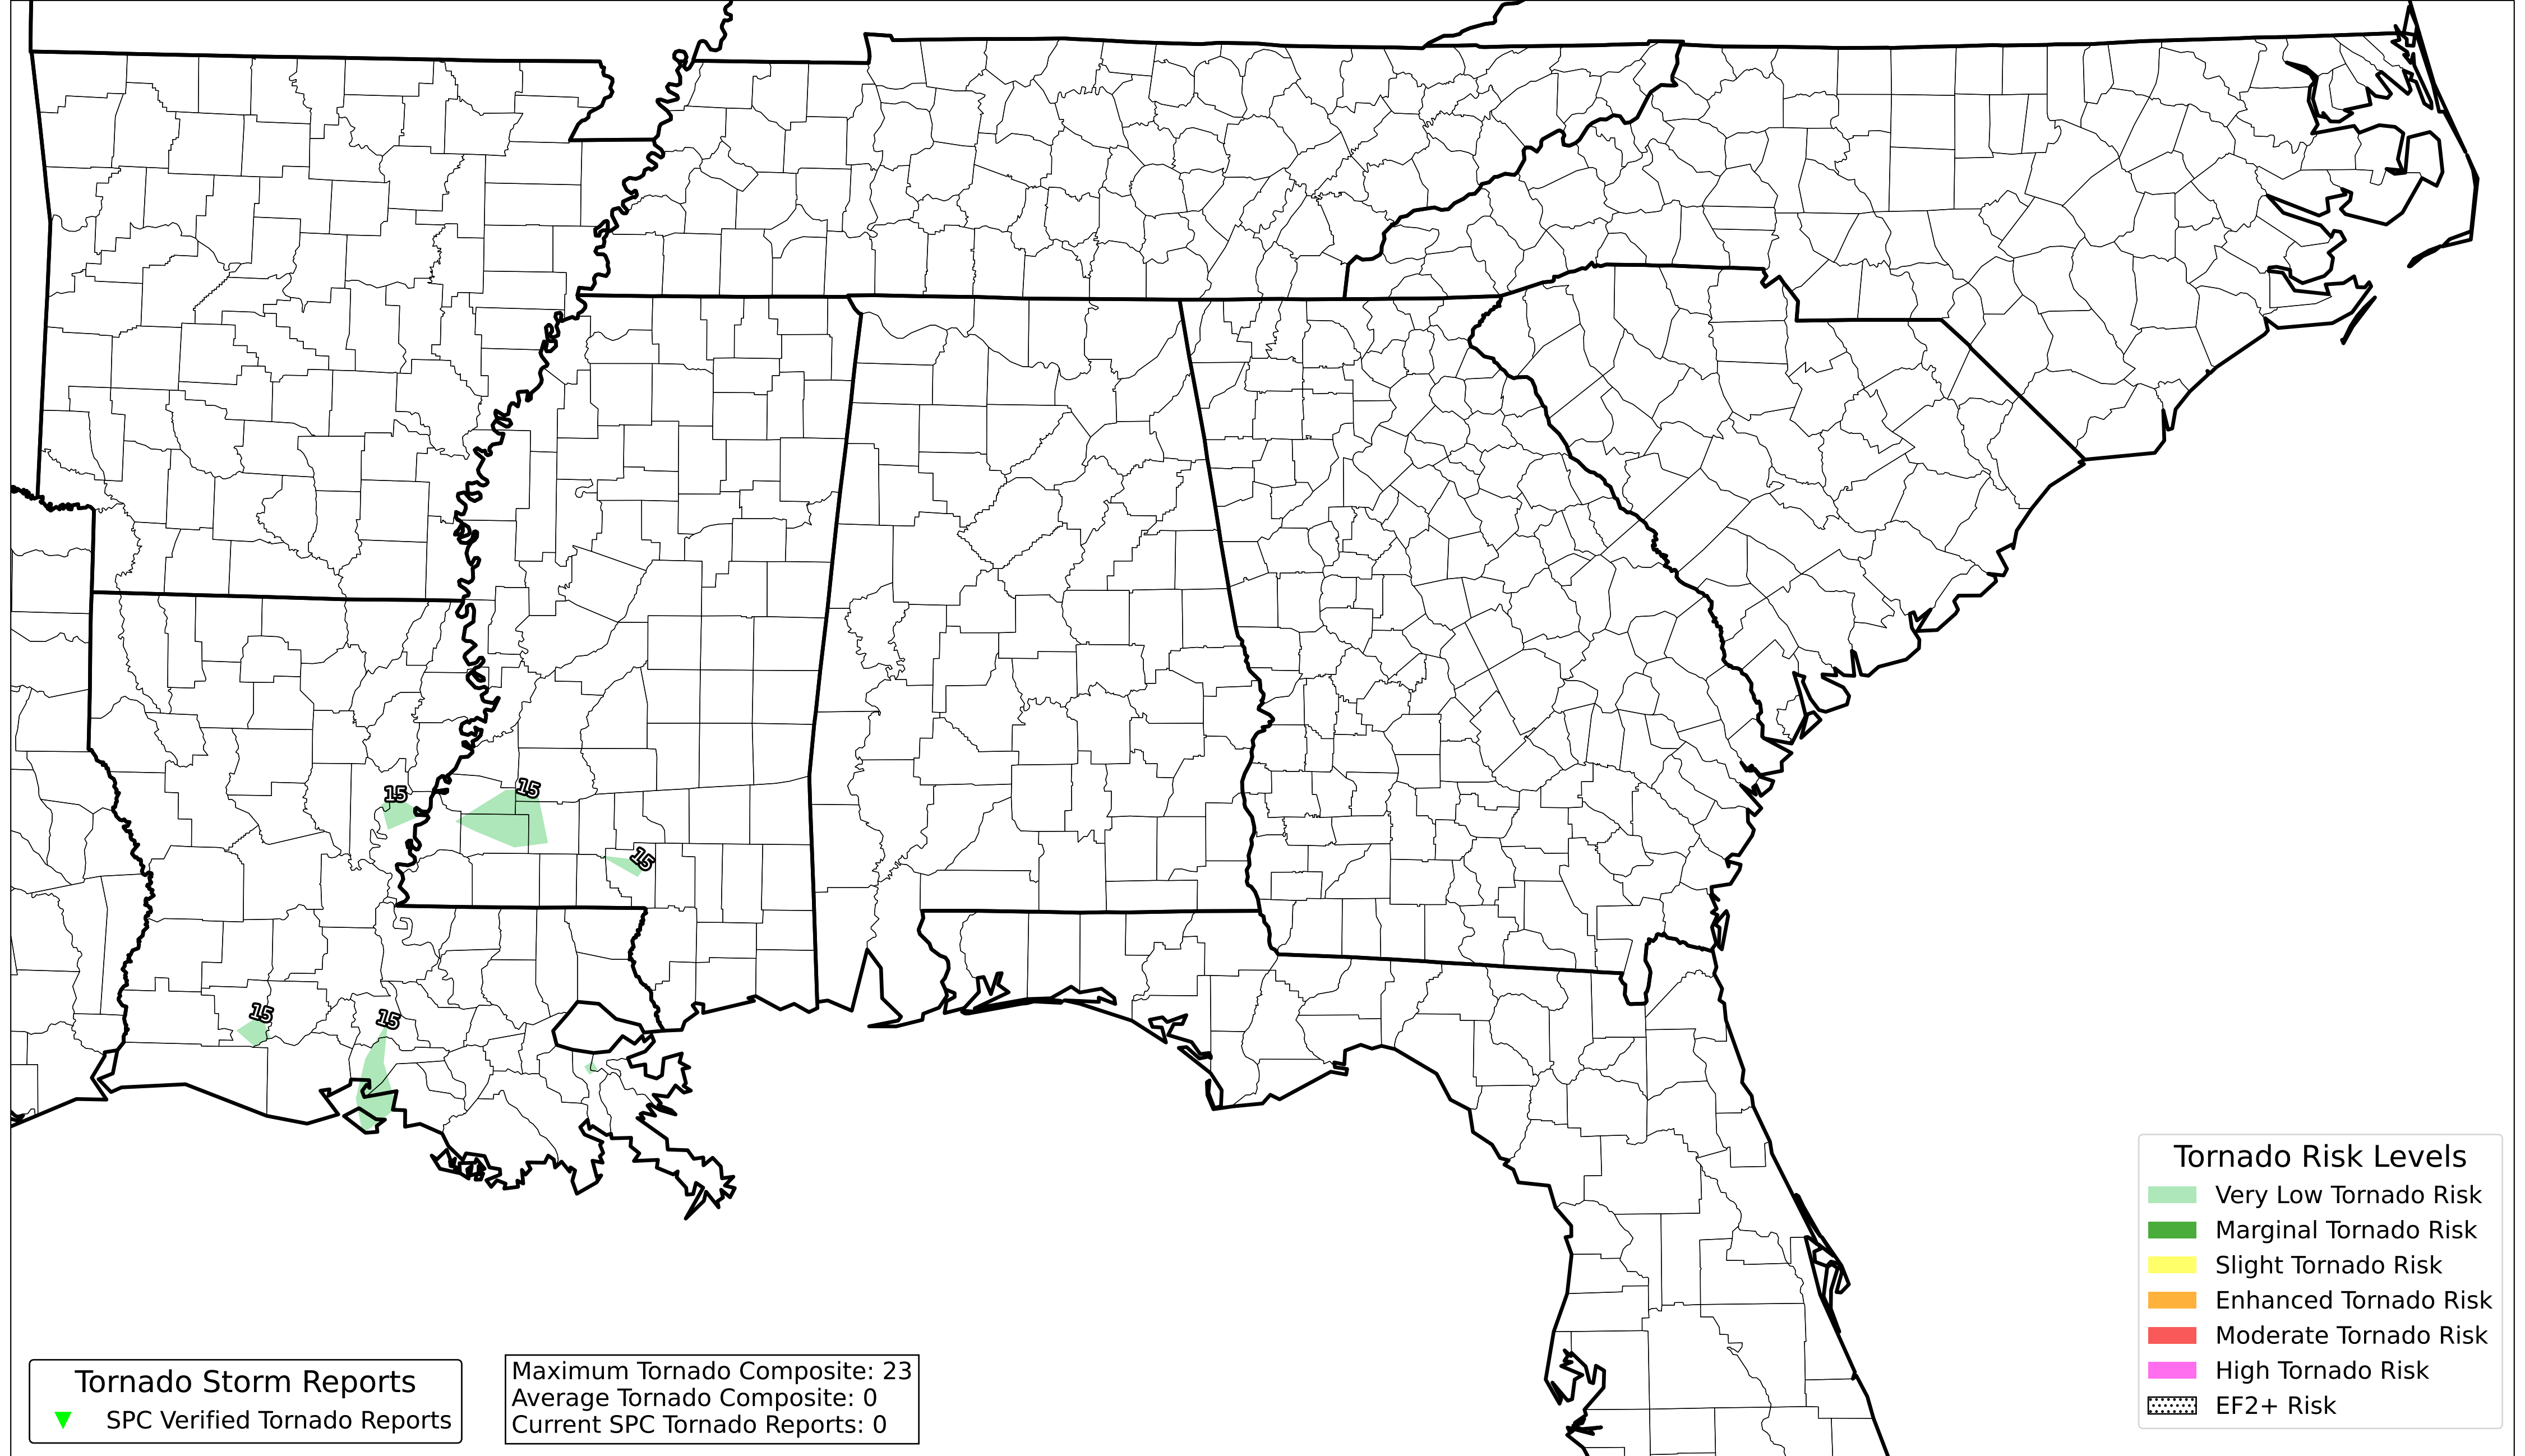 15
15
15
15
15
Tornado Storm Reports
SPC Verified Tornado Reports
Maximum Tornado Composite: 23
Average Tornado Composite: 0
Current SPC Tornado Reports: 0
Tornado Risk Levels
Very Low Tornado Risk
Marginal Tornado Risk
Slight Tornado Risk
Enhanced Tornado Risk
Moderate Tornado Risk
High Tornado Risk
EF2+ Risk